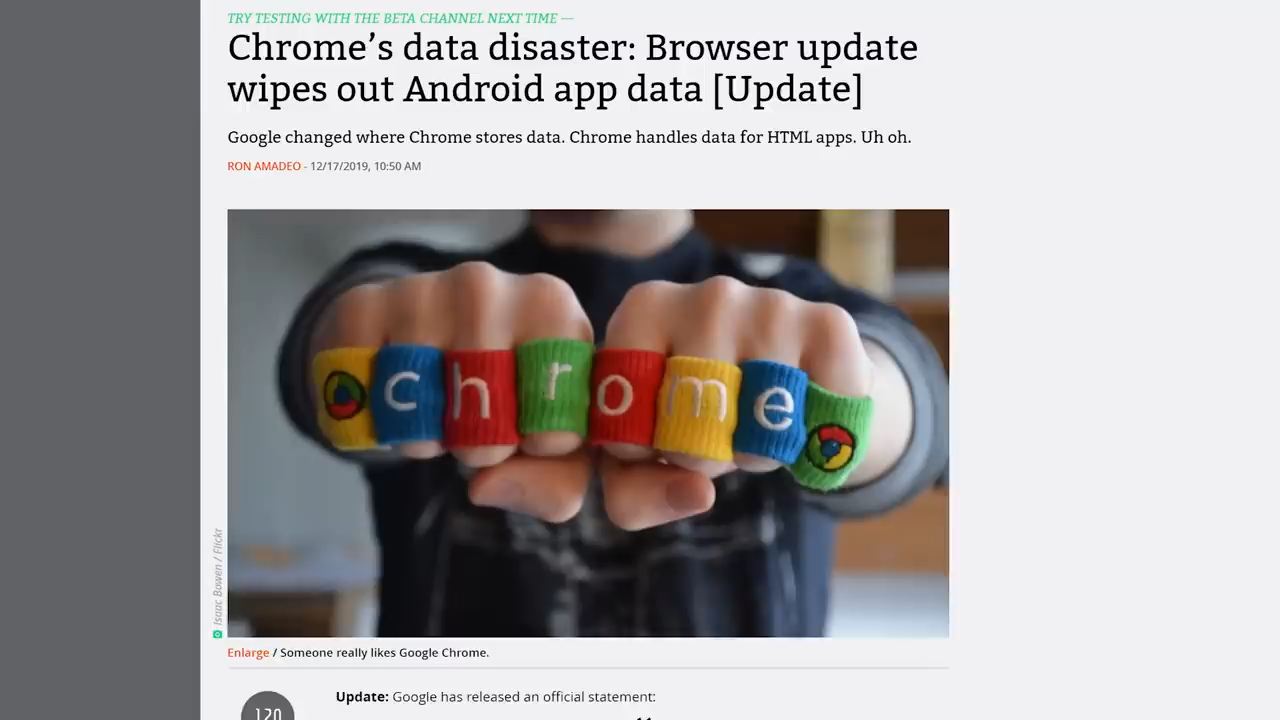 TRY TESTING WITH THE BETA CHANNEL NEXT TIME —
Chrome’s data disaster: Browser update
wipes out Android app data [Update]
Google changed where Chrome stores data. Chrome handles data for HTML apps. Uh oh.
RON AMADEO - 12/17/2019, 10:50 AM
chrome
Isaac Bowen / Flickr
Enlarge / Someone really likes Google Chrome.
Update: Google has released an official statement:
120